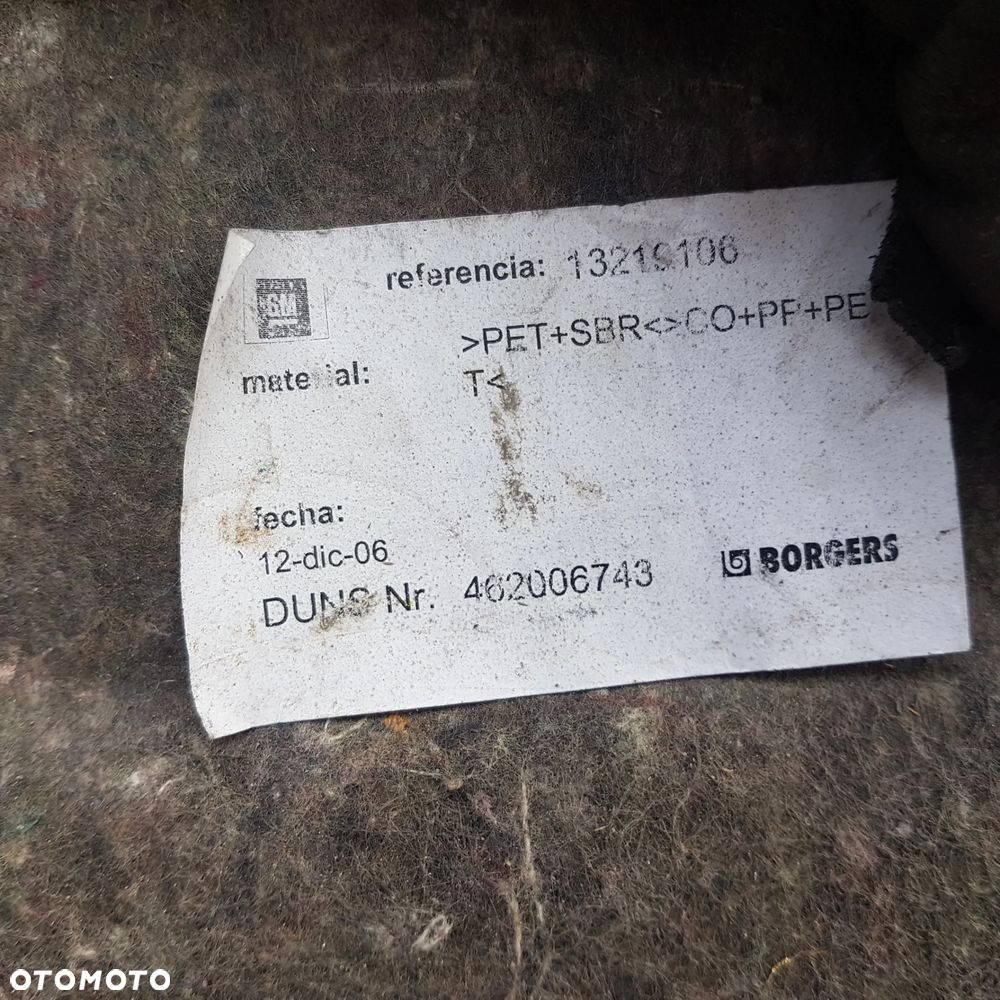 GM
referencia: 13219106
material: >PET+SBR<>CO+PP+PE
T<
fecha:
12-dic-06
DUNS Nr. 462006743
BORGERS
OTOMOTO